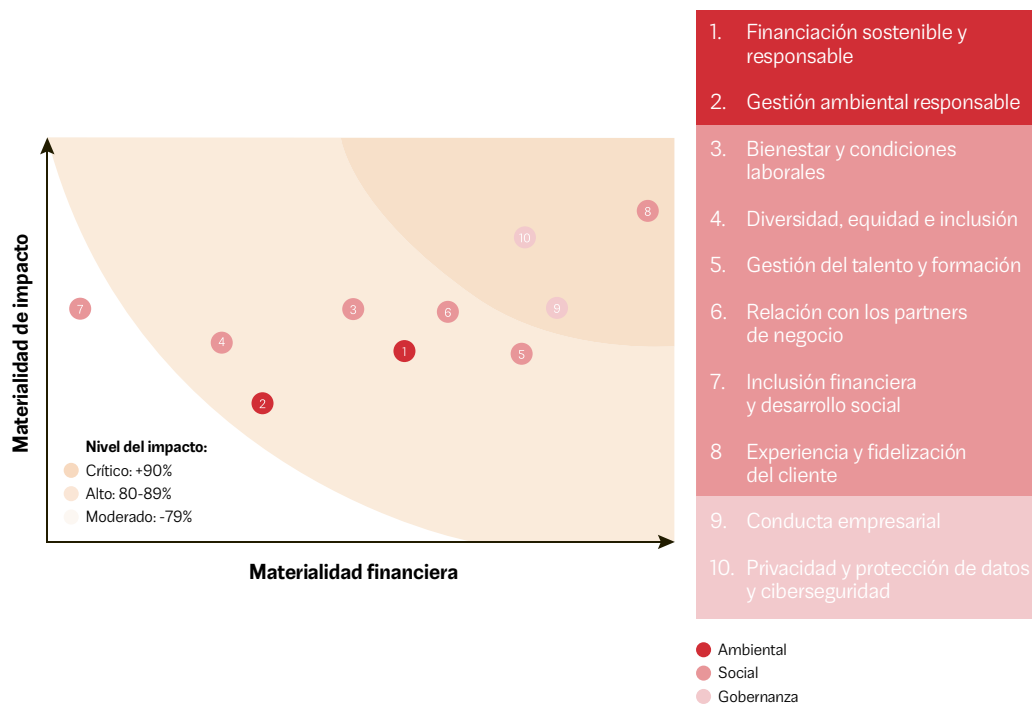 1. Financiación sostenible y
responsable
2. Gestión ambiental responsable
3. Bienestar y condiciones
laborales
4. Diversidad, equidad e inclusión
5. Gestión del talento y formación
6. Relación con los partners
de negocio
7. Inclusión financiera
y desarrollo social
8 Experiencia y fidelización
del cliente
9. Conducta empresarial
10. Privacidad y protección de datos
y ciberseguridad
Ambiental
Social
Gobernanza
Materialidad de impacto
8
10
7
3
6
9
4
1
5
2
Nivel del impacto:
Crítico: +90%
Alto: 80-89%
Moderado: -79%
Materialidad financiera